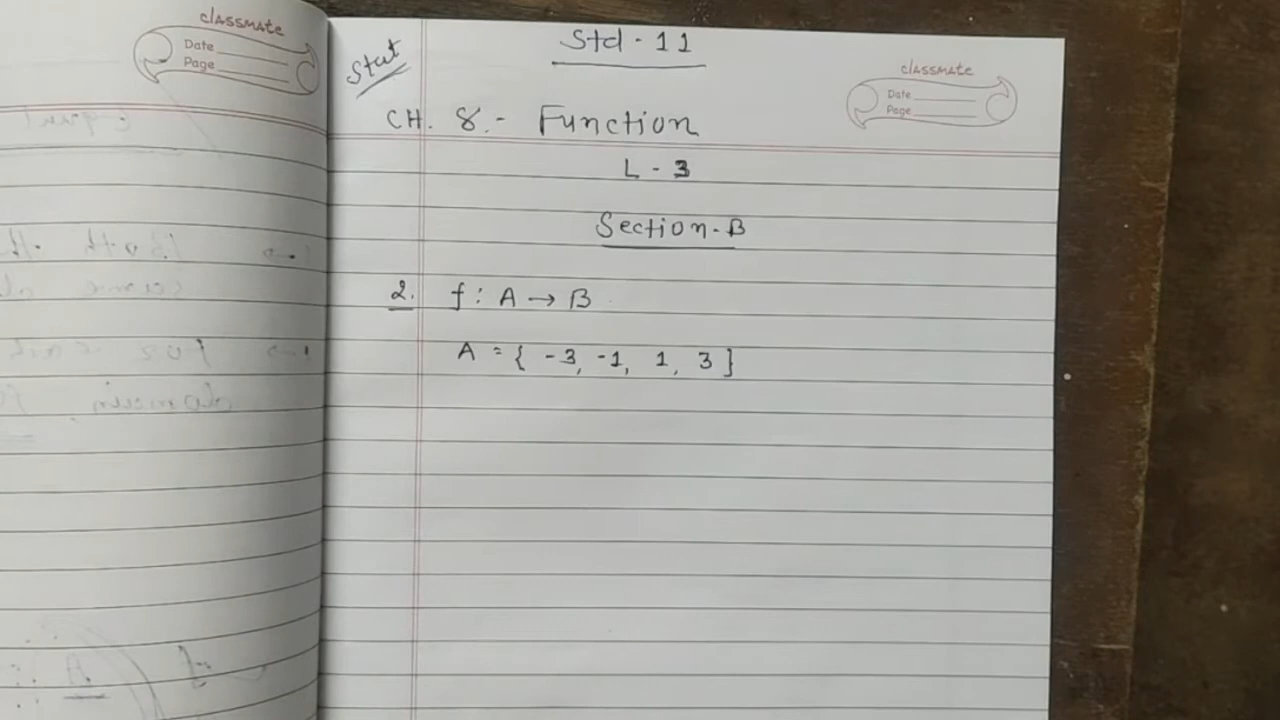 classmate
Date
Page
Stat
Std - 11
classmate
Date
Page
CH. 8.- Function
L - 3
Section-B
2. f : A → B
A = { -3, -1, 1, 3 }